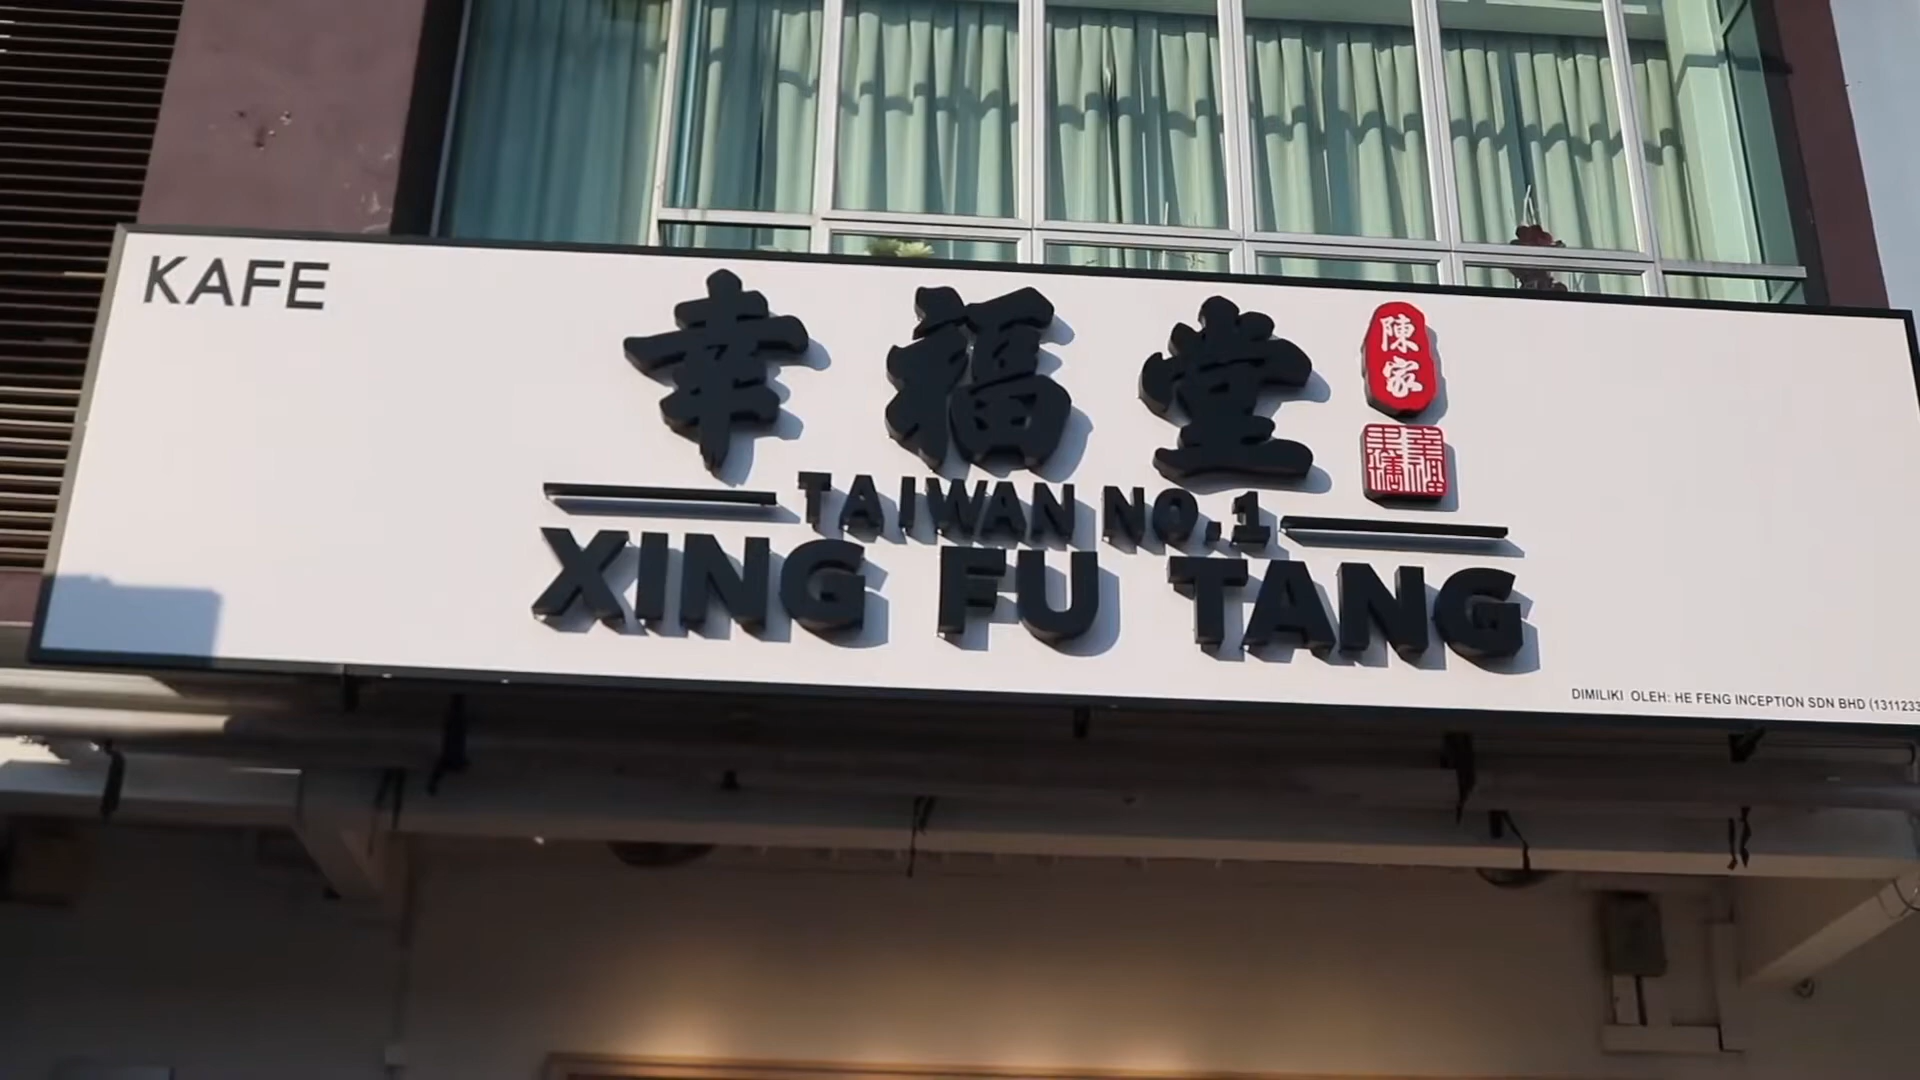 KAFE
幸福堂
陳家
TAIWAN NO.1
XING FU TANG
DIMILIKI OLEH: HE FENG INCEPTION SDN BHD (1311233